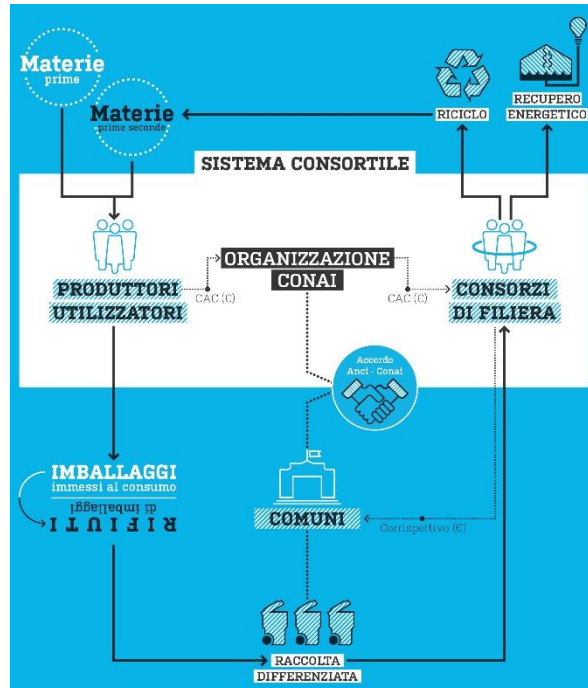 Materie
prime
Materie
prime seconde
RICICLO
RECUPERO
ENERGETICO
SISTEMA CONSORTILE
PRODUTTORI
UTILIZZATORI
CAC (€)
ORGANIZZAZIONE
CONAI
CAC (€)
CONSORZI
DI FILIERA
Accordo
Anci - Conai
IMBALLAGGI
immessi al consumo
RIFIUTI
di imballaggi
COMUNI
Corrispettivo (€)
RACCOLTA
DIFFERENZIATA